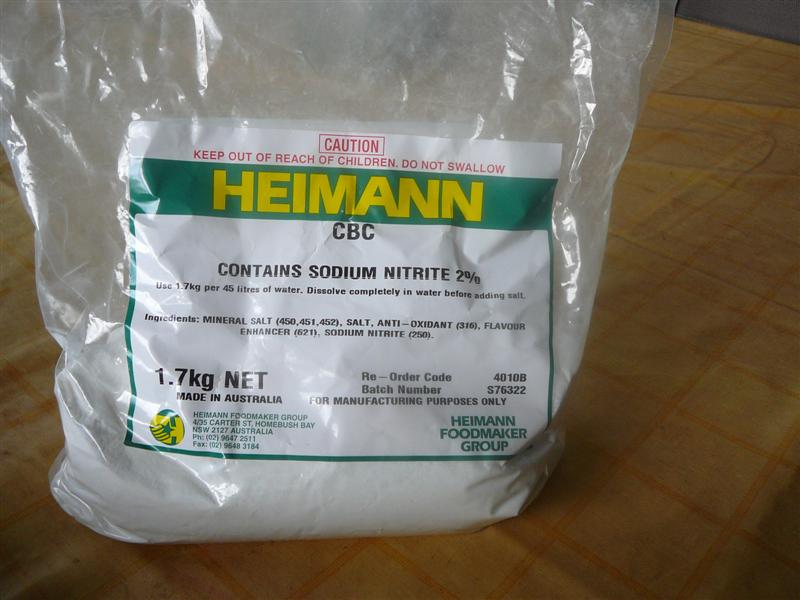 CAUTION
KEEP OUT OF REACH OF CHILDREN. DO NOT SWALLOW
HEIMANN
CBC
CONTAINS SODIUM NITRITE 2%
Use 1.7kg per 45 litres of water. Dissolve completely in water before adding salt.
Ingredients: MINERAL SALT (450,451,452), SALT, ANTI-OXIDANT (316), FLAVOUR
ENHANCER (621), SODIUM NITRITE (250).
1.7kg NET
MADE IN AUSTRALIA
Re-Order Code 4010B
Batch Number S76322
FOR MANUFACTURING PURPOSES ONLY
HEIMANN FOODMAKER GROUP
4/35 CARTER ST, HOMEBUSH BAY
NSW 2127 AUSTRALIA
Ph: (02) 9647 2511
Fax: (02) 9648 3184
HEIMANN
FOODMAKER
GROUP